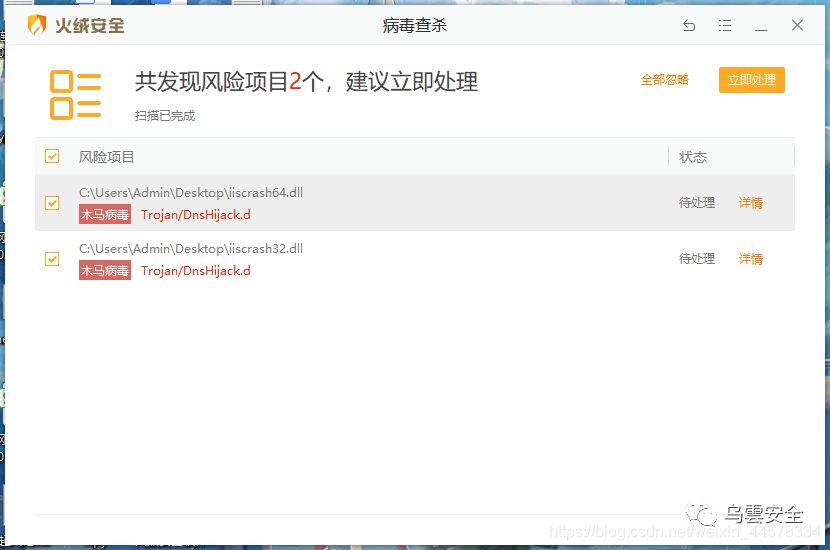 火绒安全
病毒查杀
共发现风险项目2个，建议立即处理
全部忽略
立即处理
扫描已完成
风险项目
状态
C:\Users\Admin\Desktop\iiscrash64.dll
待处理
详情
木马病毒 Trojan/DnsHijack.d
C:\Users\Admin\Desktop\iiscrash32.dll
待处理
详情
木马病毒 Trojan/DnsHijack.d
乌雲安全
https://blog.csdn.net/weixin_44578334